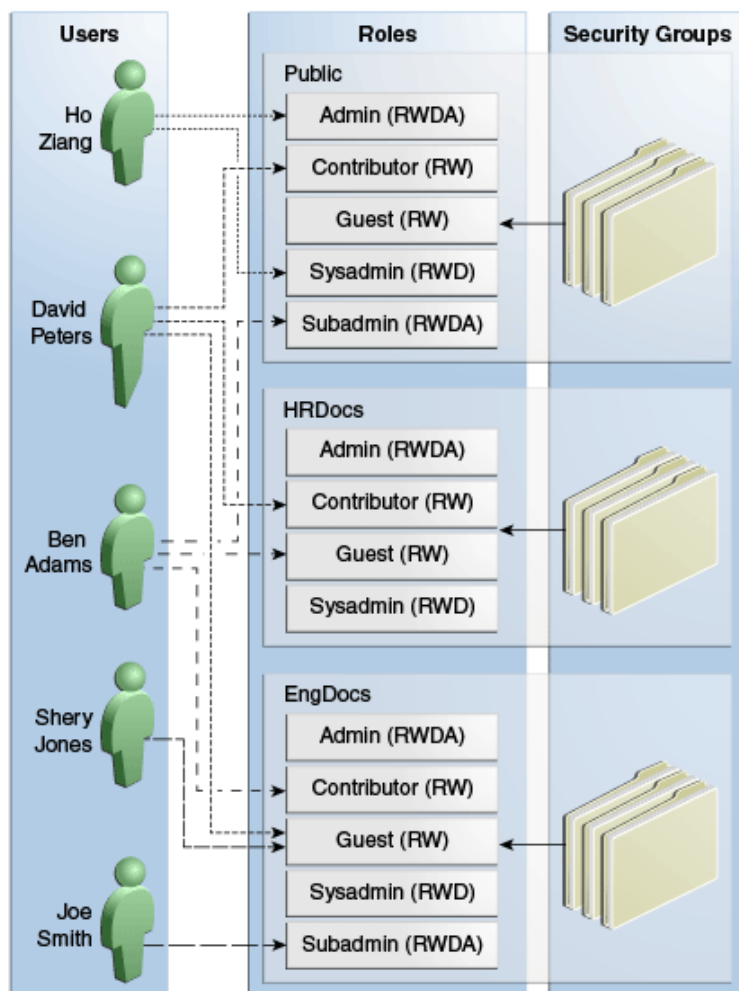 Users
Roles
Security Groups
Ho
Ziang
David
Peters
Ben
Adams
Shery
Jones
Joe
Smith
Public
Admin (RWDA)
Contributor (RW)
Guest (RW)
Sysadmin (RWD)
Subadmin (RWDA)
HRDocs
Admin (RWDA)
Contributor (RW)
Guest (RW)
Sysadmin (RWD)
EngDocs
Admin (RWDA)
Contributor (RW)
Guest (RW)
Sysadmin (RWD)
Subadmin (RWDA)